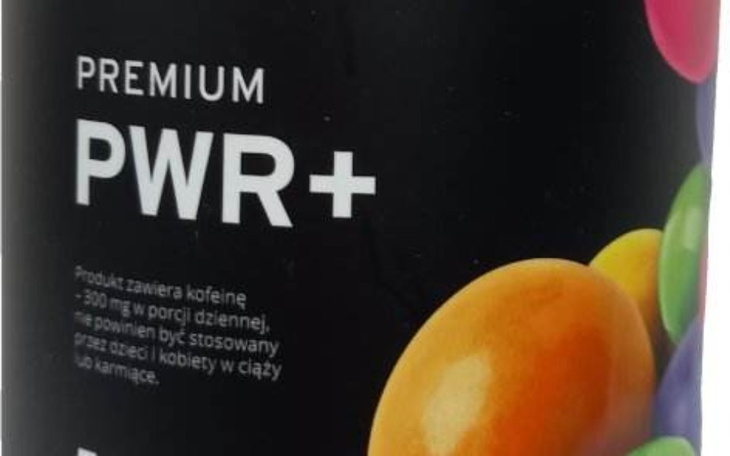 PREMIUM
PWR+
Produkt zawiera kofeinę
- 300 mg w porcji dziennej,
nie powinien być stosowany
przez dzieci i kobiety w ciąży
lub karmiące.